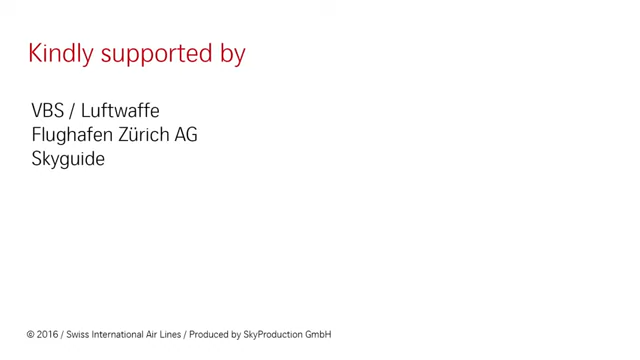 Kindly supported by
VBS / Luftwaffe
Flughafen Zürich AG
Skyguide
© 2016 / Swiss International Air Lines / Produced by SkyProduction GmbH